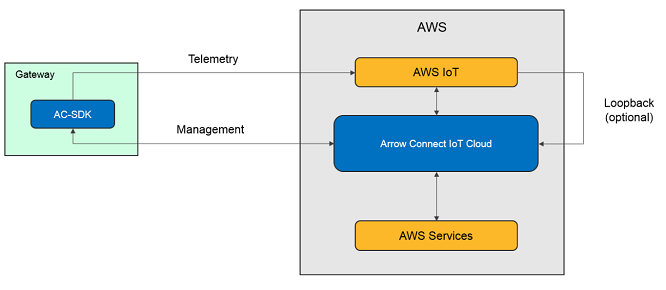 AWS
Gateway
AC-SDK
Telemetry
Management
AWS IoT
Arrow Connect IoT Cloud
AWS Services
Loopback
(optional)